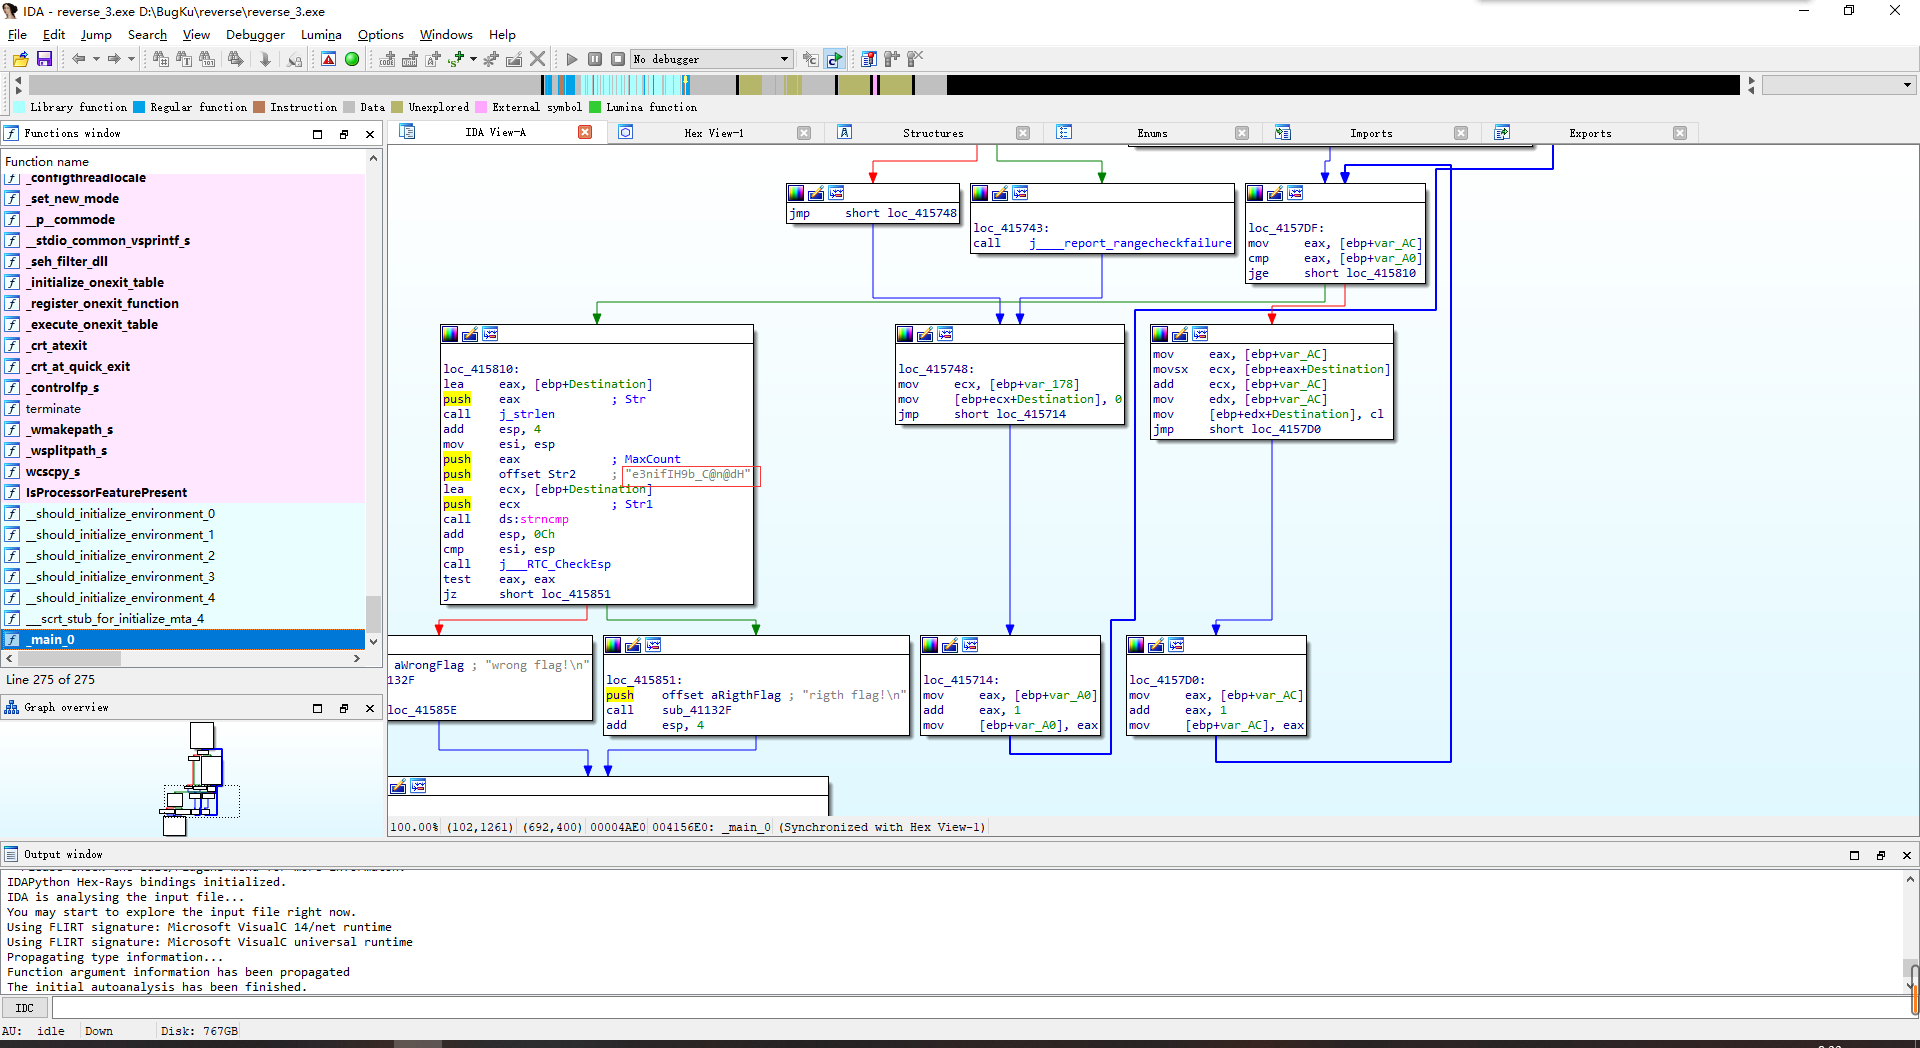 IDA - reverse_3.exe D:\BugKu\reverse\reverse_3.exe
File Edit Jump Search View Debugger Lumina Options Windows Help
No debugger
Library function Regular function Instruction Data Unexplored External symbol Lumina function
Functions window
Function name
_configthreadlocale
_set_new_mode
__p__commode
__stdio_common_vsprintf_s
_seh_filter_dll
_initialize_onexit_table
_register_onexit_function
_execute_onexit_table
_crt_atexit
_crt_at_quick_exit
_controlfp_s
terminate
_wmakepath_s
_wsplitpath_s
wcscpy_s
IsProcessorFeaturePresent
__should_initialize_environment_0
__should_initialize_environment_1
__should_initialize_environment_2
__should_initialize_environment_3
__should_initialize_environment_4
___scrt_stub_for_initialize_mta_4
_main_0
Line 275 of 275
Graph overview
IDA View-A Hex View-1 Structures Enums Imports Exports
jmp short loc_415748
loc_415743:
call j____report_rangecheckfailure
loc_4157DF:
mov eax, [ebp+var_AC]
cmp eax, [ebp+var_A0]
jge short loc_415810
loc_415810:
lea eax, [ebp+Destination]
push eax ; Str
call j_strlen
add esp, 4
mov esi, esp
push eax ; MaxCount
push offset Str2 ; "e3nifIH9b_C@n@dH"
lea ecx, [ebp+Destination]
push ecx ; Str1
call ds:strncmp
add esp, 0Ch
cmp esi, esp
call j___RTC_CheckEsp
test eax, eax
jz short loc_415851
loc_415748:
mov ecx, [ebp+var_178]
mov [ebp+ecx+Destination], 0
jmp short loc_415714
mov eax, [ebp+var_AC]
movsx ecx, [ebp+eax+Destination]
add ecx, [ebp+var_AC]
mov edx, [ebp+var_AC]
mov [ebp+edx+Destination], cl
jmp short loc_4157D0
aWrongFlag ; "wrong flag!\n"
132F
loc_41585E
loc_415851:
push offset aRigthFlag ; "rigth flag!\n"
call sub_41132F
add esp, 4
loc_415714:
mov eax, [ebp+var_A0]
add eax, 1
mov [ebp+var_A0], eax
loc_4157D0:
mov eax, [ebp+var_AC]
add eax, 1
mov [ebp+var_AC], eax
100.00% (102,1261) (692,400) 00004AE0 004156E0: _main_0 (Synchronized with Hex View-1)
Output window
IDAPython Hex-Rays bindings initialized.
IDA is analysing the input file...
You may start to explore the input file right now.
Using FLIRT signature: Microsoft VisualC 14/net runtime
Using FLIRT signature: Microsoft VisualC universal runtime
Propagating type information...
Function argument information has been propagated
The initial autoanalysis has been finished.
IDC
AU: idle Down Disk: 767GB